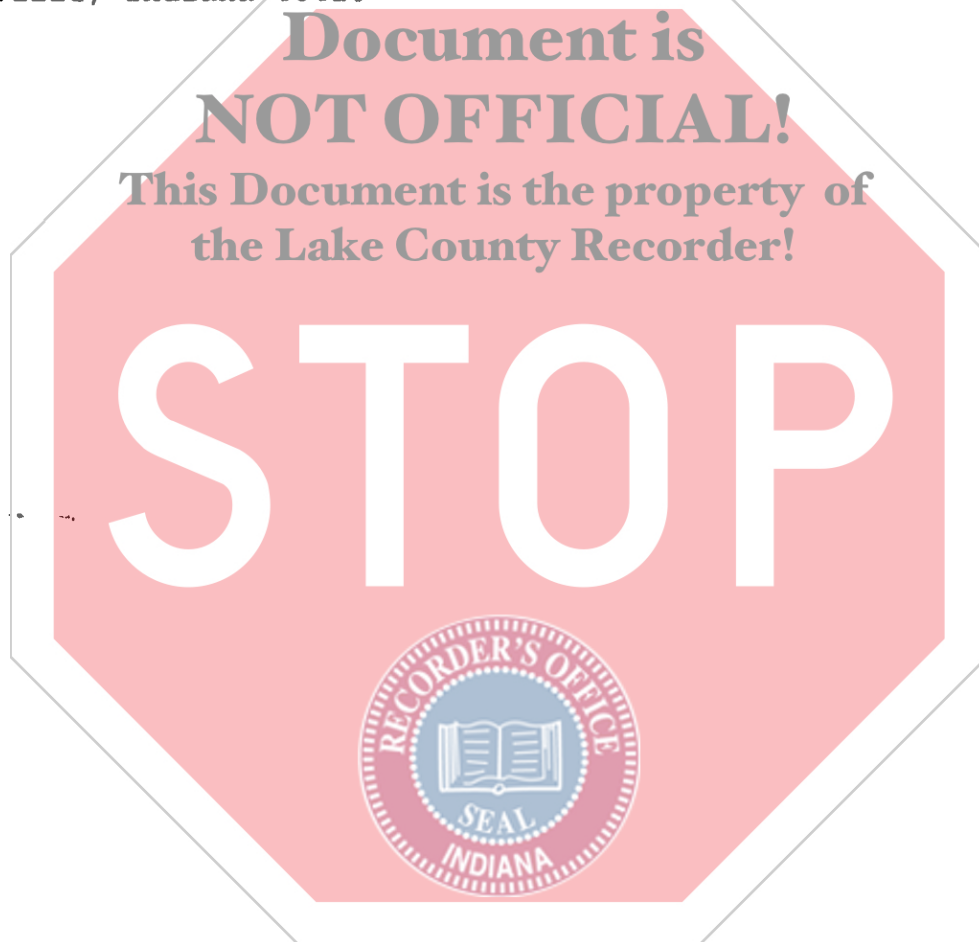 Document is
NOT OFFICIAL!
This Document is the property of
the Lake County Recorder!
STOP
RECORDER'S OFFICE
SEAL
INDIANA